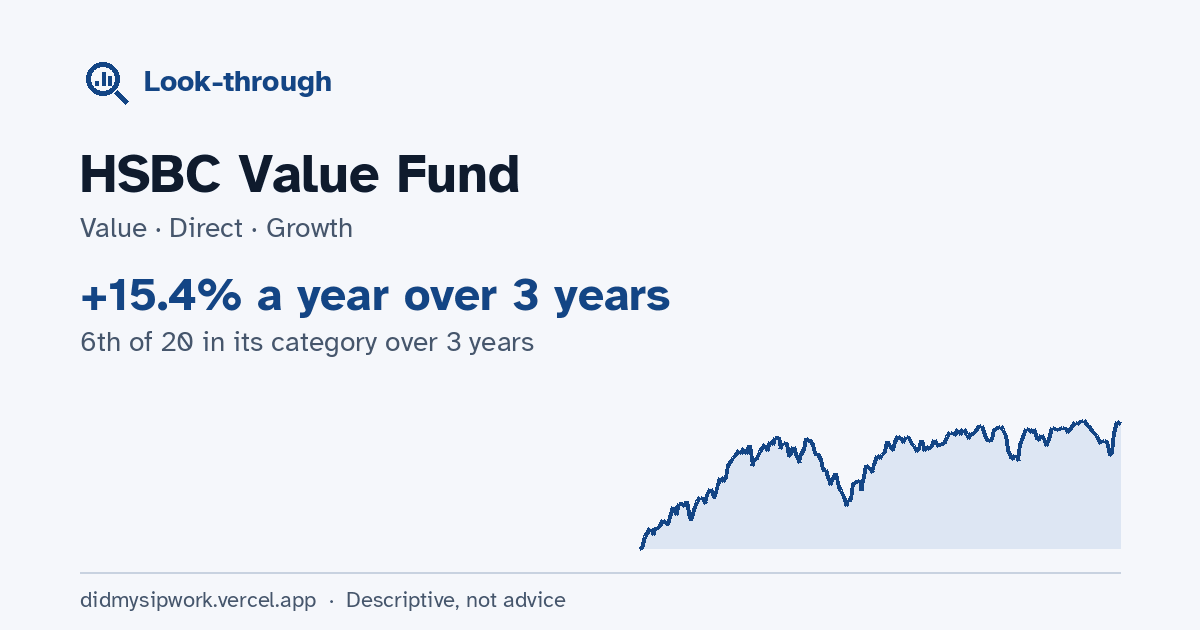 Look-through
HSBC Value Fund
Value · Direct · Growth
+15.4% a year over 3 years
6th of 20 in its category over 3 years
didmysipwork.vercel.app · Descriptive, not advice